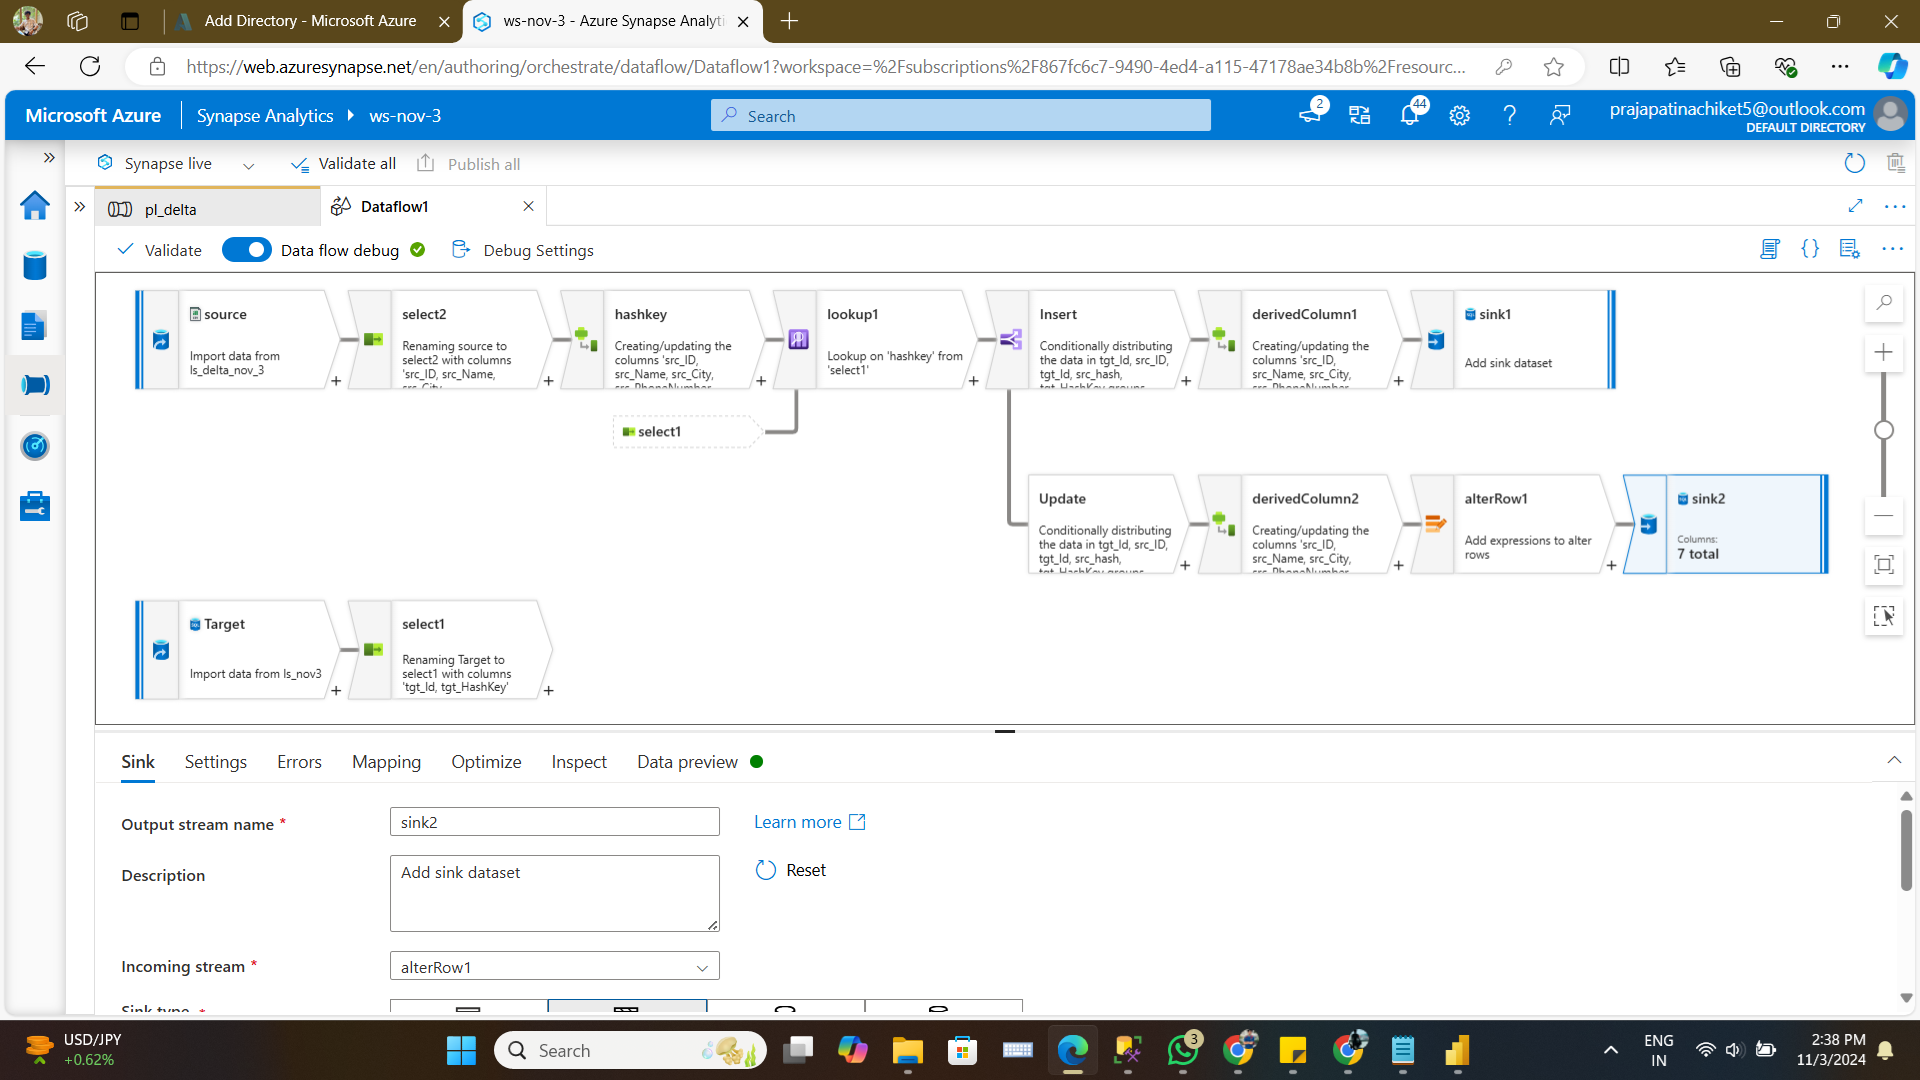 Add Directory - Microsoft Azure
ws-nov-3 - Azure Synapse Analyti
https://web.azuresynapse.net/en/authoring/orchestrate/dataflow/Dataflow1?workspace=%2Fsubscriptions%2F867fc6c7-9490-4ed4-a115-47178ae34b8b%2Fresourc...
Microsoft Azure
Synapse Analytics
ws-nov-3
Search
2
44
prajapatinachiket5@outlook.com
DEFAULT DIRECTORY
Synapse live
Validate all
Publish all
pl_delta
Dataflow1
Validate
Data flow debug
Debug Settings
source
Import data from
ls_delta_nov_3
select2
Renaming source to
select2 with columns
'src_ID, src_Name,
src_City,
hashkey
Creating/updating the
columns 'src_ID,
src_Name, src_City,
src_PhoneNumber,
lookup1
Lookup on 'hashkey' from
'select1'
Insert
Conditionally distributing
the data in tgt_Id, src_ID,
tgt_Id, src_hash,
tgt_HashKey groups
derivedColumn1
Creating/updating the
columns 'src_ID,
src_Name, src_City,
src_PhoneNumber,
sink1
Add sink dataset
select1
Update
Conditionally distributing
the data in tgt_Id, src_ID,
tgt_Id, src_hash,
tgt_HashKey groups
derivedColumn2
Creating/updating the
columns 'src_ID,
src_Name, src_City,
src_PhoneNumber,
alterRow1
Add expressions to alter
rows
sink2
Columns:
7 total
Target
Import data from ls_nov3
select1
Renaming Target to
select1 with columns
'tgt_Id, tgt_HashKey'
Sink
Settings
Errors
Mapping
Optimize
Inspect
Data preview
Output stream name *
sink2
Learn more
Description
Add sink dataset
Reset
Incoming stream *
alterRow1
Sink type *
USD/JPY
+0.62%
Search
3
ENG
IN
2:38 PM
11/3/2024